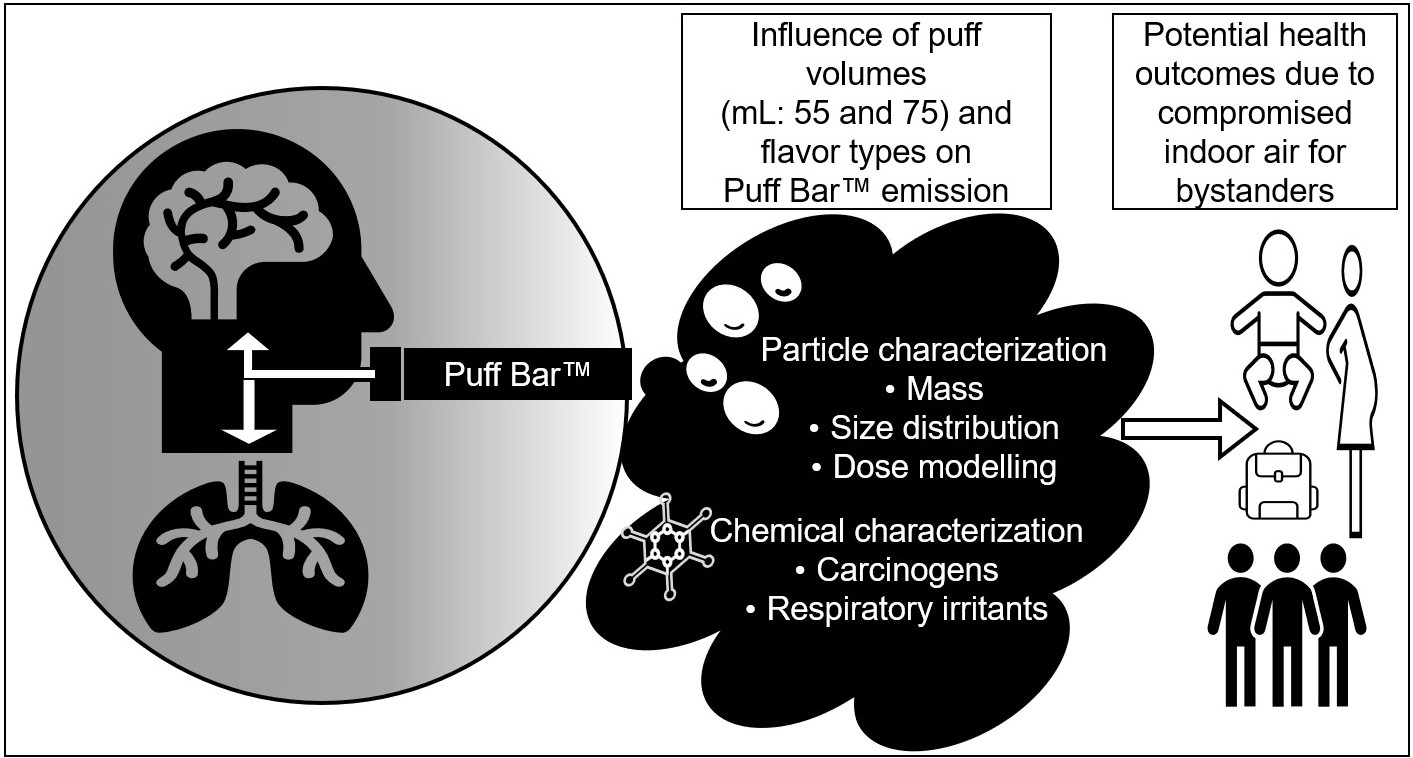 Influence of puff
volumes
(mL: 55 and 75) and
flavor types on
Puff Bar™ emission
Potential health
outcomes due to
compromised
indoor air for
bystanders
Puff Bar™
Particle characterization
• Mass
• Size distribution
• Dose modelling
Chemical characterization
• Carcinogens
• Respiratory irritants